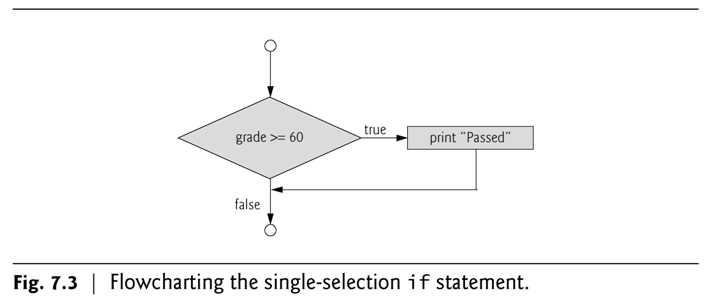 grade >= 60
true
print “Passed”
false
Fig. 7.3 | Flowcharting the single-selection if statement.